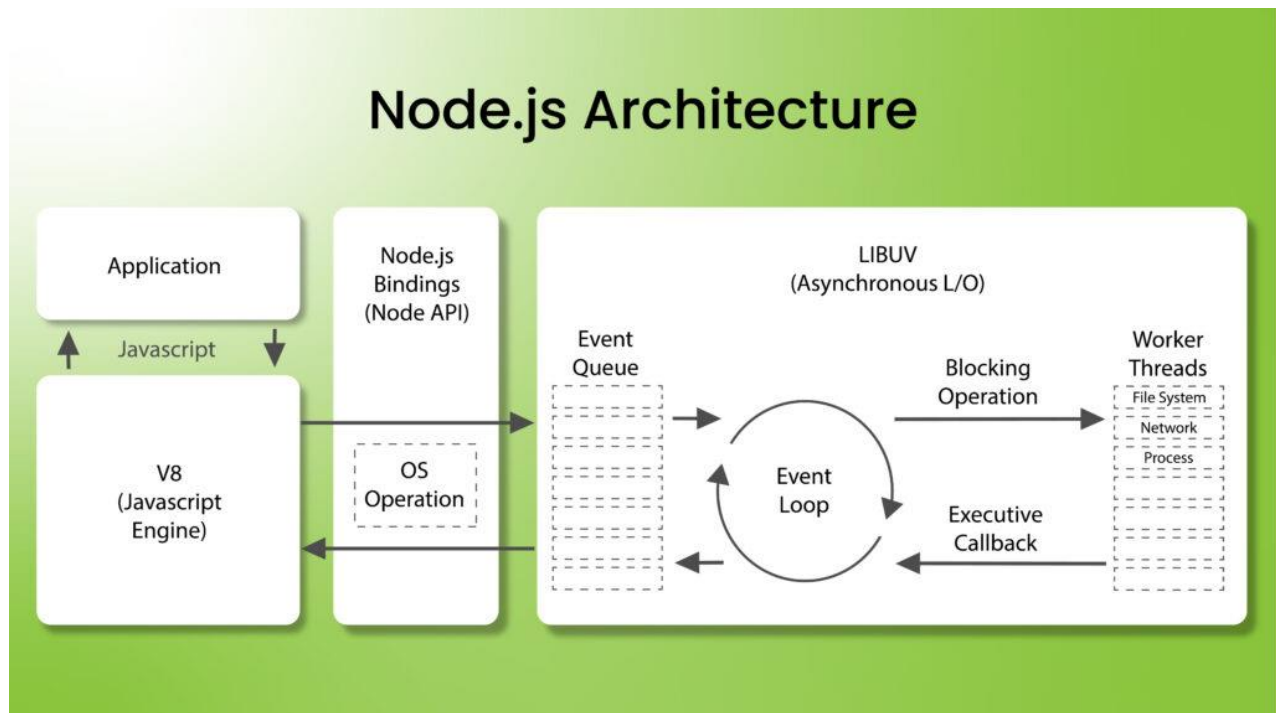 Node.js Architecture
Application
Javascript
V8
(Javascript
Engine)
Node.js
Bindings
(Node API)
OS
Operation
LIBUV
(Asynchronous L/O)
Event
Queue
Event
Loop
Blocking
Operation
Executive
Callback
Worker
Threads
File System
Network
Process